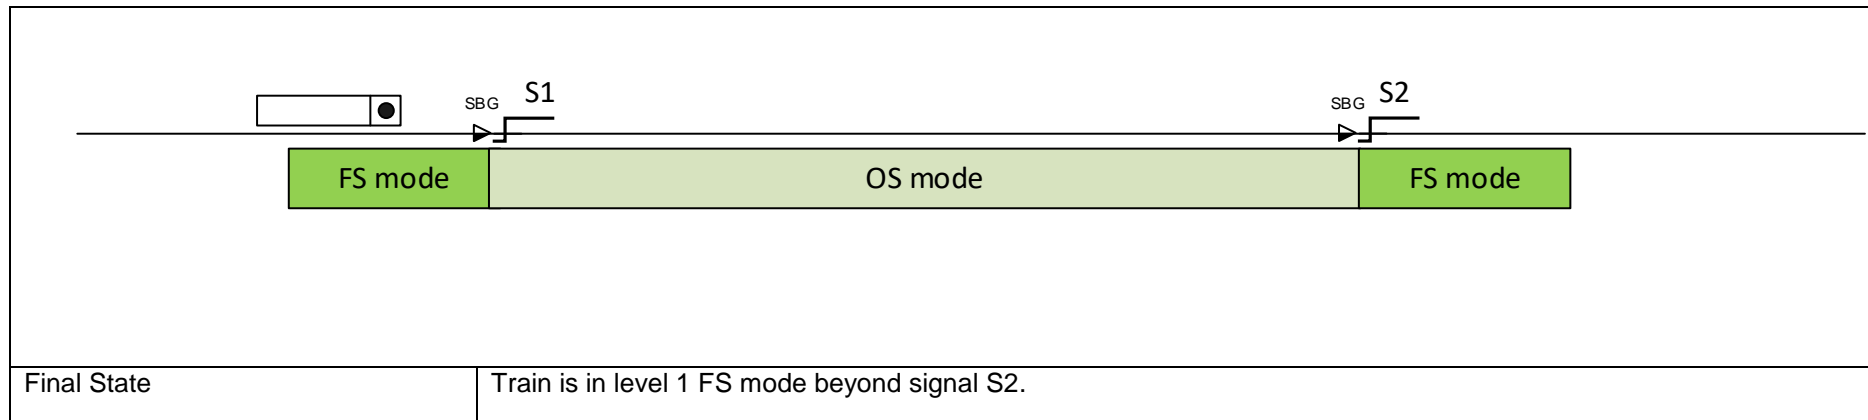 SBG S1
SBG S2
FS mode OS mode FS mode
Final State Train is in level 1 FS mode beyond signal S2.